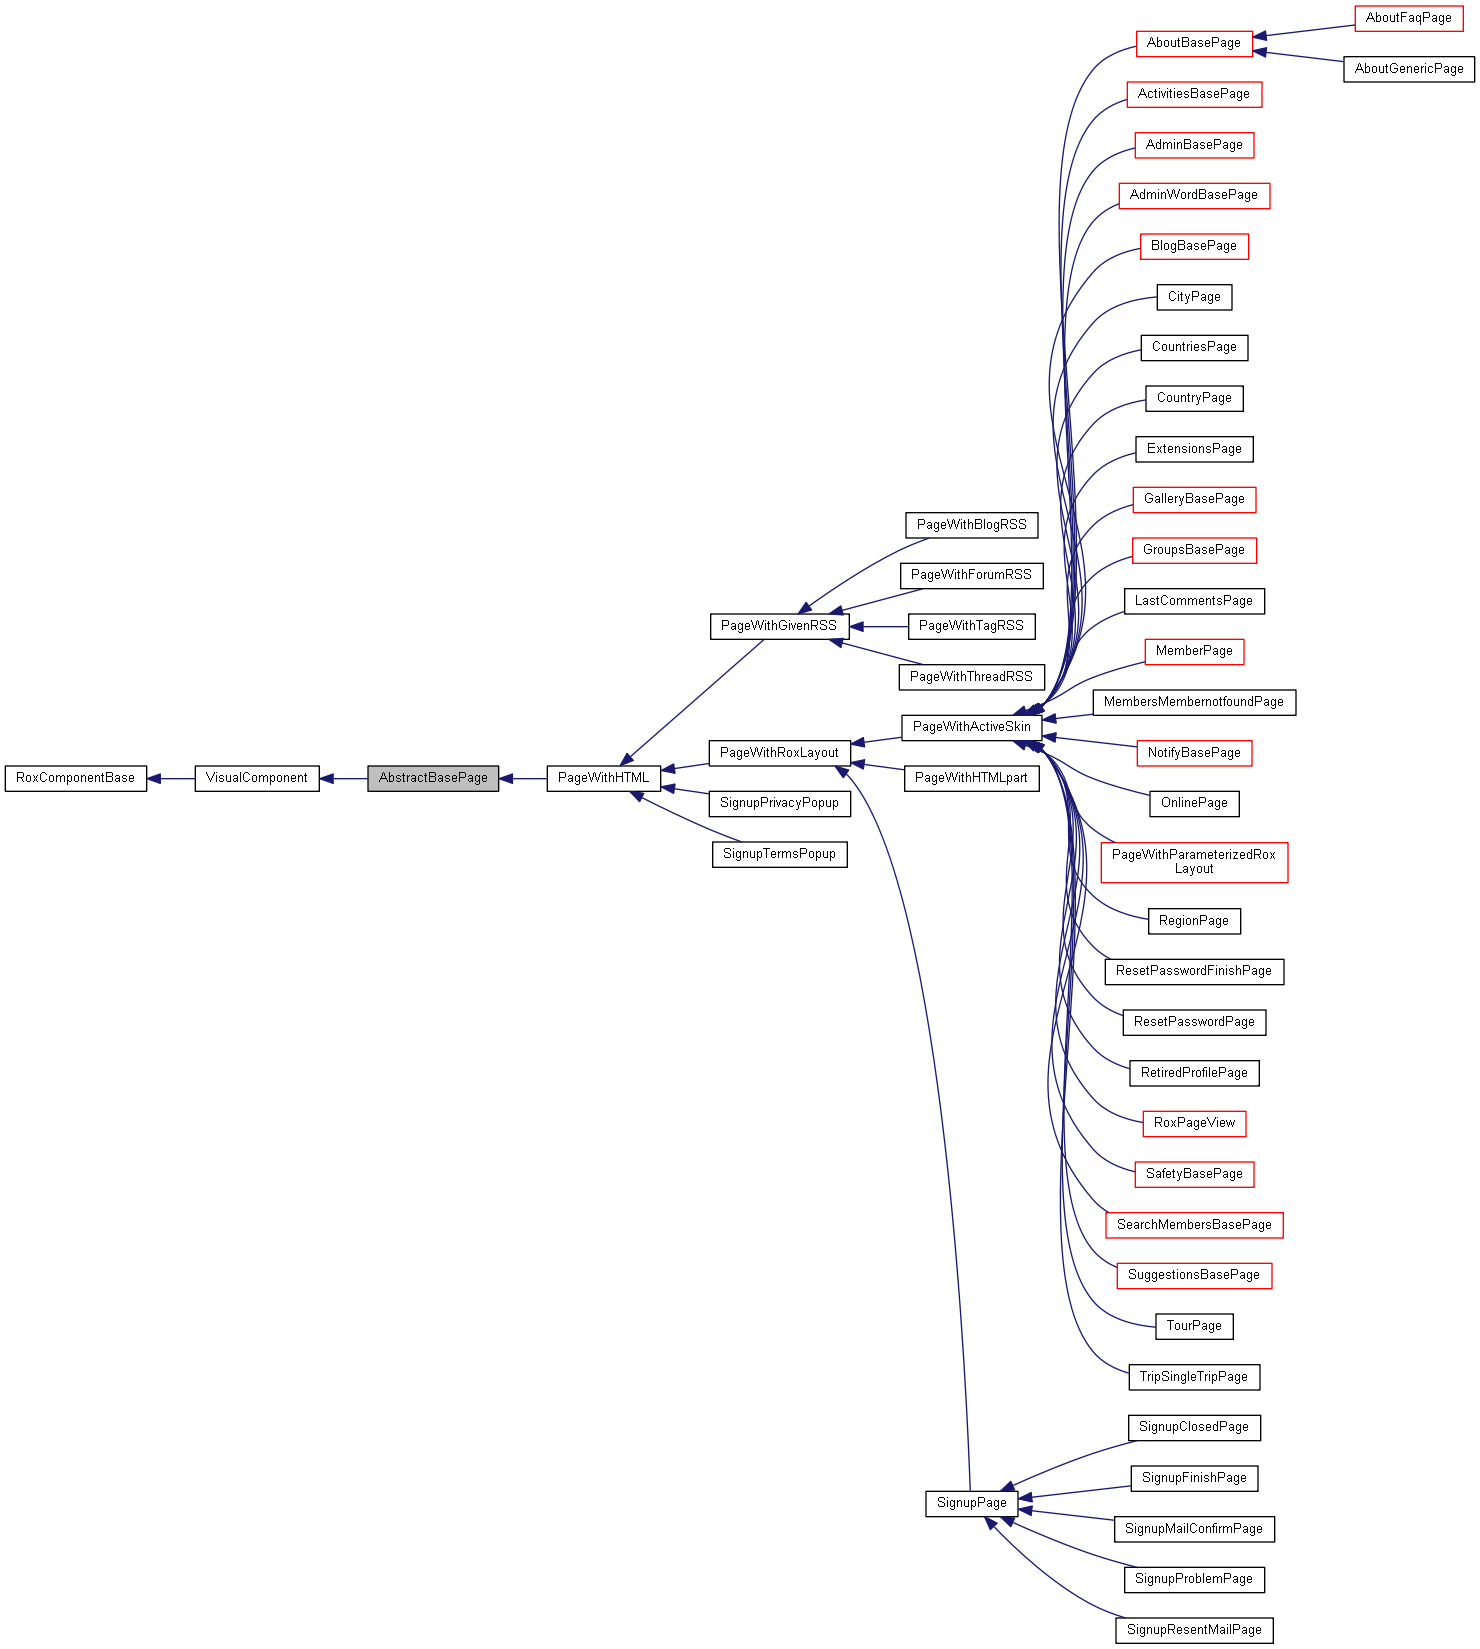 AboutFaqPage
AboutBasePage
AboutGenericPage
ActivitiesBasePage
AdminBasePage
AdminWordBasePage
BlogBasePage
CityPage
CountriesPage
CountryPage
ExtensionsPage
GalleryBasePage
PageWithBlogRSS
GroupsBasePage
PageWithForumRSS
LastCommentsPage
PageWithGivenRSS
PageWithTagRSS
MemberPage
PageWithThreadRSS
MembersMembernotfoundPage
PageWithActiveSkin
PageWithRoxLayout
NotifyBasePage
RoxComponentBase
VisualComponent
AbstractBasePage
PageWithHTML
PageWithHTMLpart
SignupPrivacyPopup
OnlinePage
SignupTermsPopup
PageWithParameterizedRox
Layout
RegionPage
ResetPasswordFinishPage
ResetPasswordPage
RetiredProfilePage
RoxPageView
SafetyBasePage
SearchMembersBasePage
SuggestionsBasePage
TourPage
TripSingleTripPage
SignupClosedPage
SignupFinishPage
SignupPage
SignupMailConfirmPage
SignupProblemPage
SignupResentMailPage